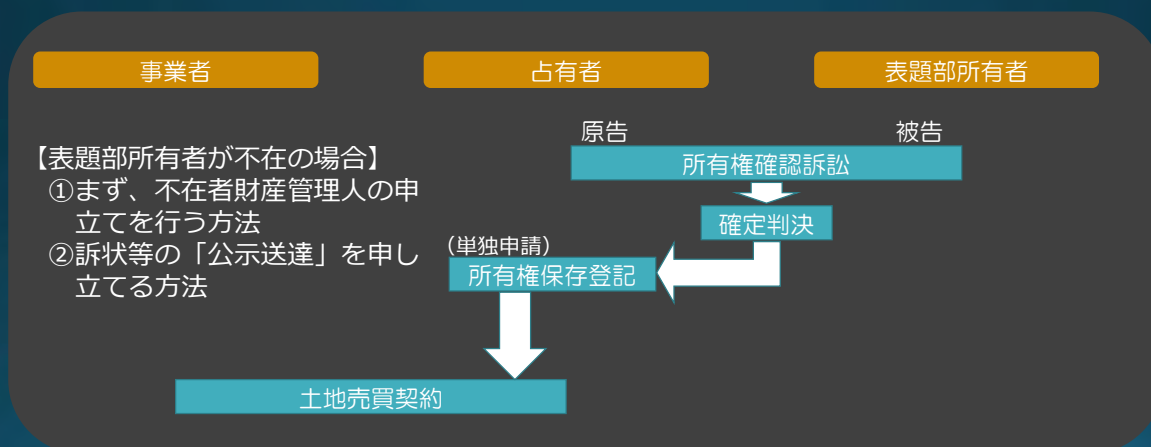 事業者
占有者
表題部所有者
原告
被告
所有権確認訴訟
【表題部所有者が不在の場合】
①まず、不在者財産管理人の申
立てを行う方法
②訴状等の「公示送達」を申し
立てる方法
確定判決
（単独申請）
所有権保存登記
土地売買契約